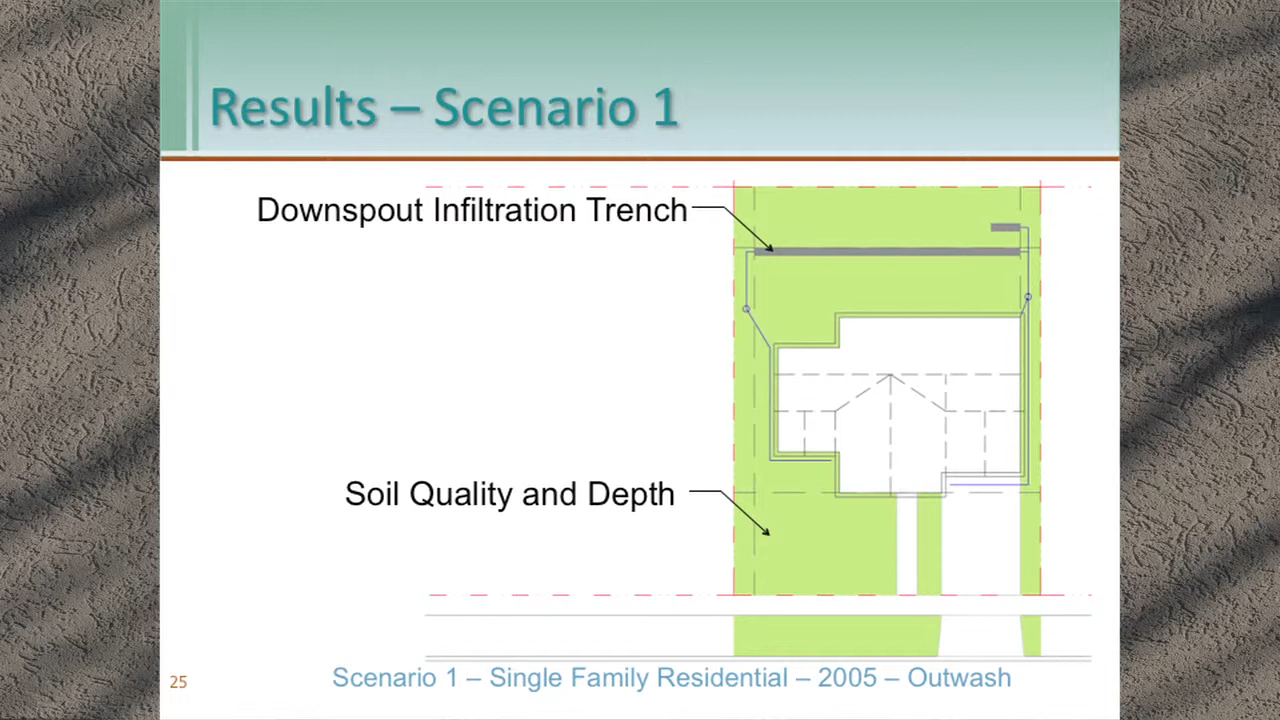 Results – Scenario 1
Downspout Infiltration Trench
Soil Quality and Depth
25
Scenario 1 – Single Family Residential – 2005 – Outwash